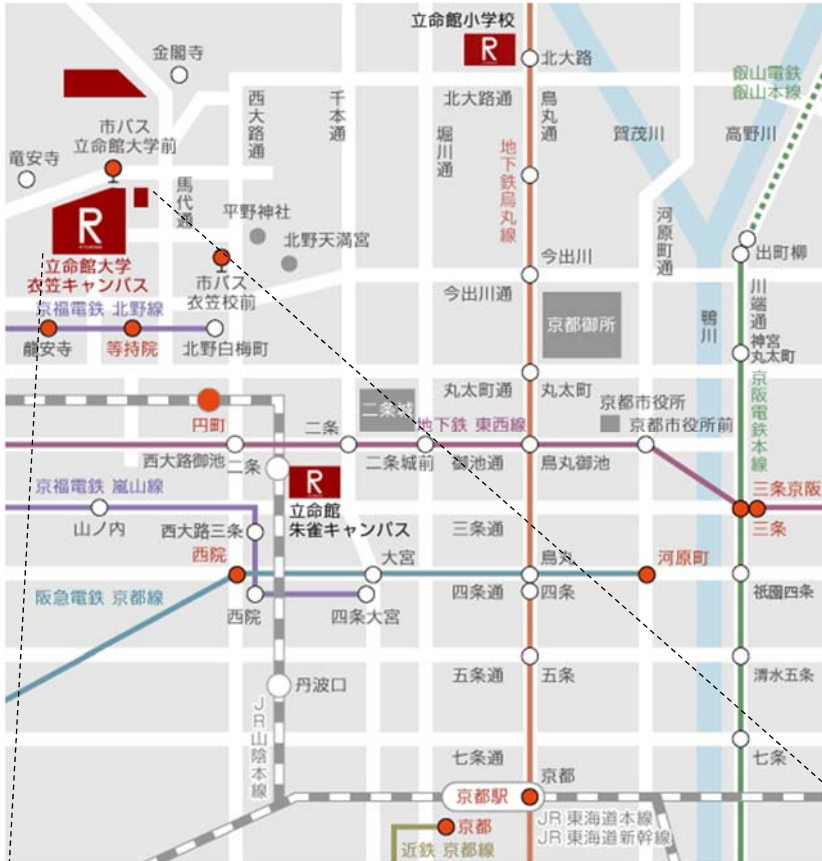 立命館小学校
R
北大路
金閣寺
叡山電鉄
叡山本線
西大路通
千本通
北大路通
烏丸通
堀川通
賀茂川
高野川
市バス
立命館大学前
竜安寺
地下鉄烏丸線
馬代通
平野神社
北野天満宮
河原町通
R
立命館大学
衣笠キャンパス
市バス
衣笠校前
今出川
出町柳
今出川通
京都御所
鴨川
川端通
京福電鉄 北野線
龍安寺
等持院
北野白梅町
神宮
丸太町
丸太町通
丸太町
京阪電鉄本線
円町
二条城
京都市役所
地下鉄 東西線
京都市役所前
二条
西大路御池
二条
二条城前
御池通
烏丸御池
京福電鉄 嵐山線
R
立命館
朱雀キャンパス
三条京阪
三条
山ノ内
西大路三条
三条通
西院
大宮
烏丸
河原町
阪急電鉄 京都線
西院
四条大宮
四条通
四条
祇園四条
五条通
五条
清水五条
丹波口
JR山陰本線
七条通
七条
京都
京都駅
京都
JR 東海道本線
JR 東海道新幹線
近鉄 京都線